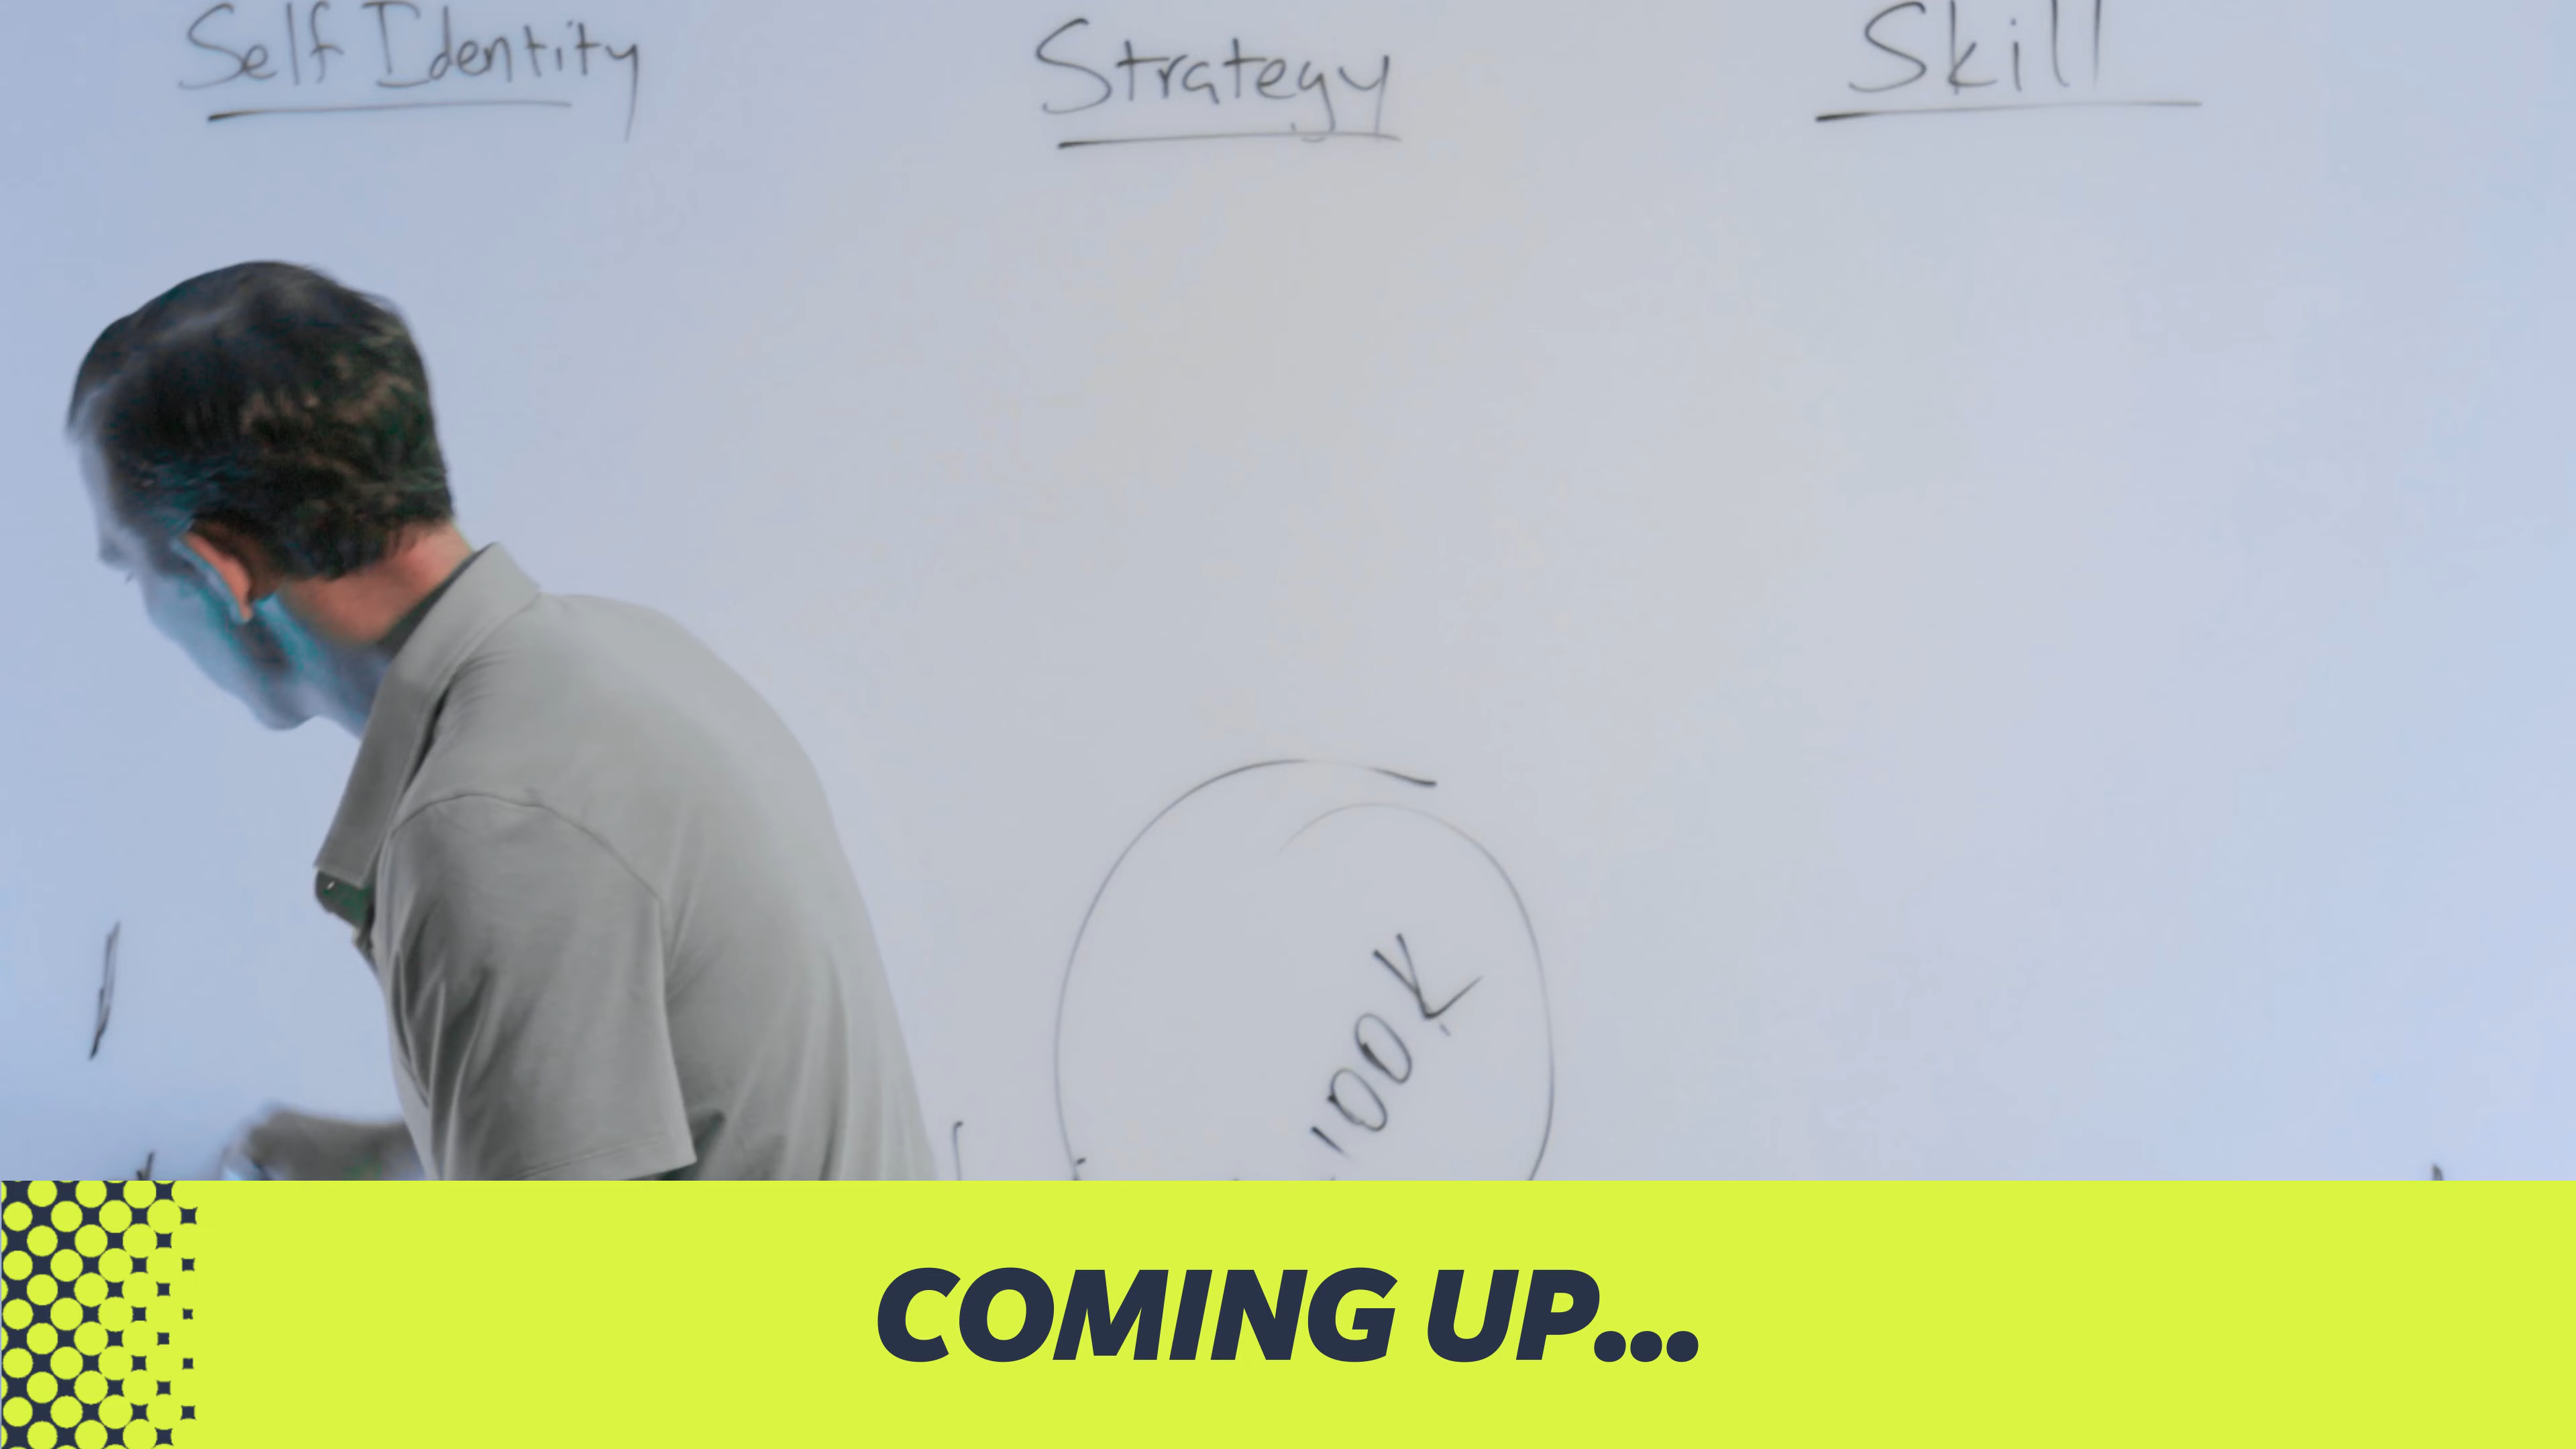 Self Identity
Strategy
Skill
100K
COMING UP...